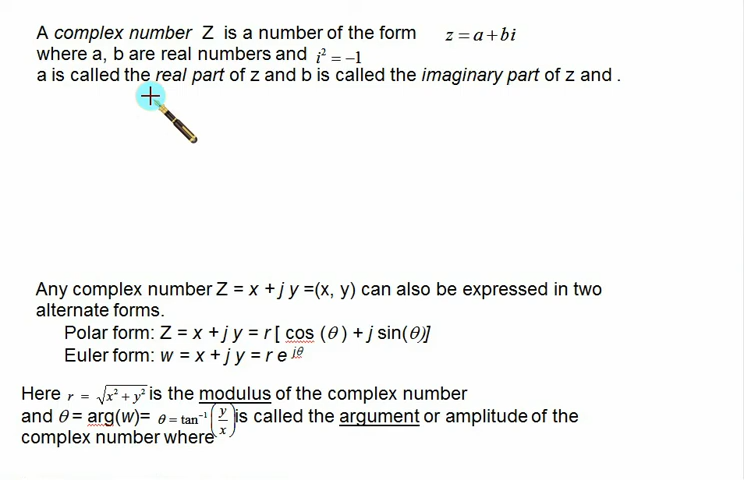 A complex number Z is a number of the form z = a + bi
where a, b are real numbers and i² = −1
a is called the real part of z and b is called the imaginary part of z and .
Any complex number Z = x + j y =(x, y) can also be expressed in two
alternate forms.
Polar form: Z = x + j y = r [ cos (θ) + j sin(θ)]
Euler form: w = x + j y = r e^{jθ}
Here r = √(x² + y²) is the modulus of the complex number
and θ = arg(w)= θ = tan⁻¹(y/x) is called the argument or amplitude of the
complex number where